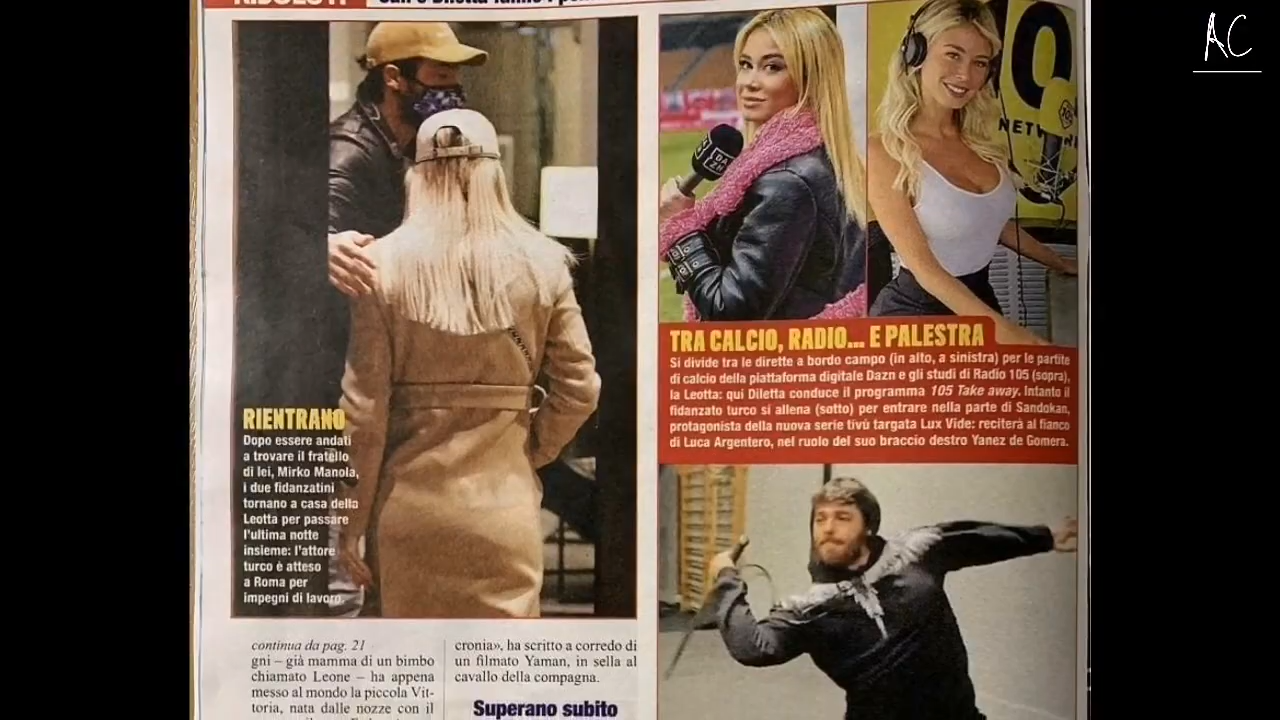 AC
RIENTRANO
Dopo essere andati
a trovare il fratello
di lei, Mirko Manola,
i due fidanzatini
tornano a casa della
Leotta per passare
l'ultima notte
insieme: l'attore
turco è atteso
a Roma per
impegni di lavoro.
DAZN
NETW
TRA CALCIO, RADIO... E PALESTRA
Si divide tra le dirette a bordo campo (in alto, a sinistra) per le partite
di calcio della piattaforma digitale Dazn e gli studi di Radio 105 (sopra),
la Leotta: qui Diletta conduce il programma 105 Take away. Intanto il
fidanzato turco si allena (sotto) per entrare nella parte di Sandokan,
protagonista della nuova serie tivù targata Lux Vide: reciterà al fianco
di Luca Argentero, nel ruolo del suo braccio destro Yanez de Gomera.
continua da pag. 21
gni – già mamma di un bimbo
chiamato Leone – ha appena
messo al mondo la piccola Vit-
toria, nata dalle nozze con il
cronia», ha scritto a corredo di
un filmato Yaman, in sella al
cavallo della compagna.
Superano subito